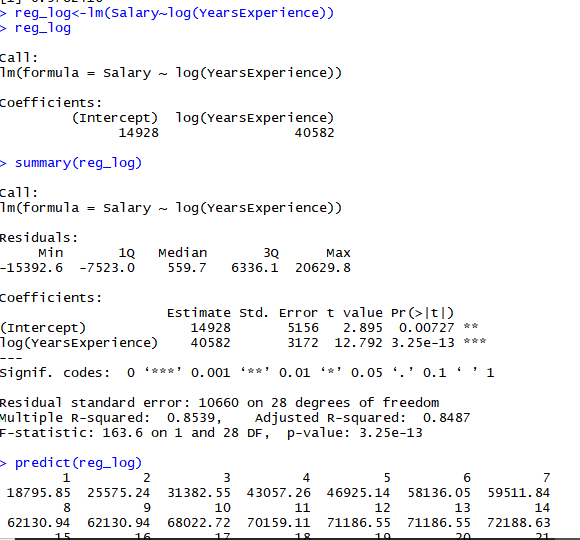 > reg_log<-lm(Salary~log(YearsExperience))
> reg_log
Call:
lm(formula = Salary ~ log(YearsExperience))
Coefficients:
(Intercept) log(YearsExperience)
14928 40582
> summary(reg_log)
Call:
lm(formula = Salary ~ log(YearsExperience))
Residuals:
Min 1Q Median 3Q Max
-15392.6 -7523.0 559.7 6336.1 20629.8
Coefficients:
Estimate Std. Error t value Pr(>|t|)
(Intercept) 14928 5156 2.895 0.00727 **
log(YearsExperience) 40582 3172 12.792 3.25e-13 ***
---
Signif. codes: 0 ‘***’ 0.001 ‘**’ 0.01 ‘*’ 0.05 ‘.’ 0.1 ‘ ’ 1
Residual standard error: 10660 on 28 degrees of freedom
Multiple R-squared: 0.8539, Adjusted R-squared: 0.8487
F-statistic: 163.6 on 1 and 28 DF, p-value: 3.25e-13
> predict(reg_log)
1 2 3 4 5 6 7
18795.85 25575.24 31382.55 43057.26 46925.14 58136.05 59511.84
8 9 10 11 12 13 14
62130.94 62130.94 68022.72 70159.11 71186.55 71186.55 72188.63
15 16 17 18 19 20 21